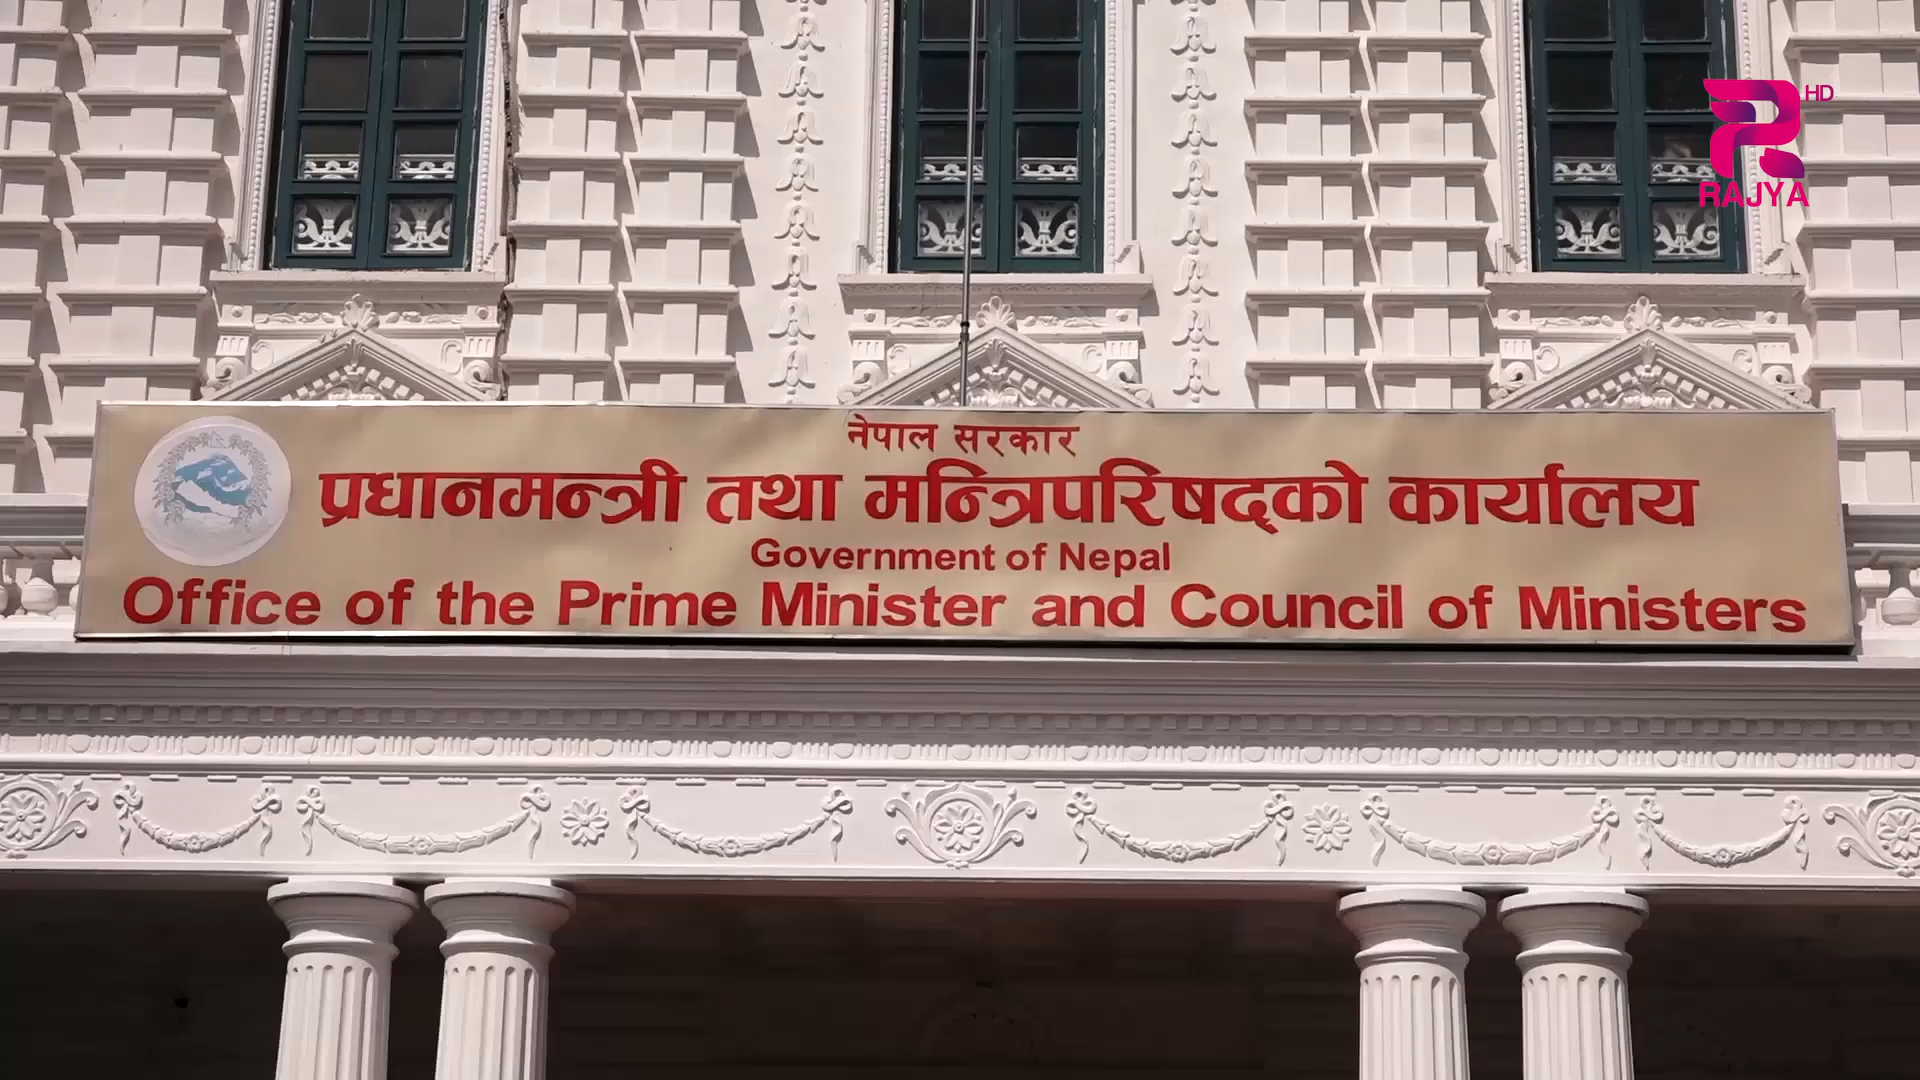 HD
RAJYA
नेपाल सरकार
प्रधानमन्त्री तथा मन्त्रिपरिषद्को कार्यालय
Government of Nepal
Office of the Prime Minister and Council of Ministers